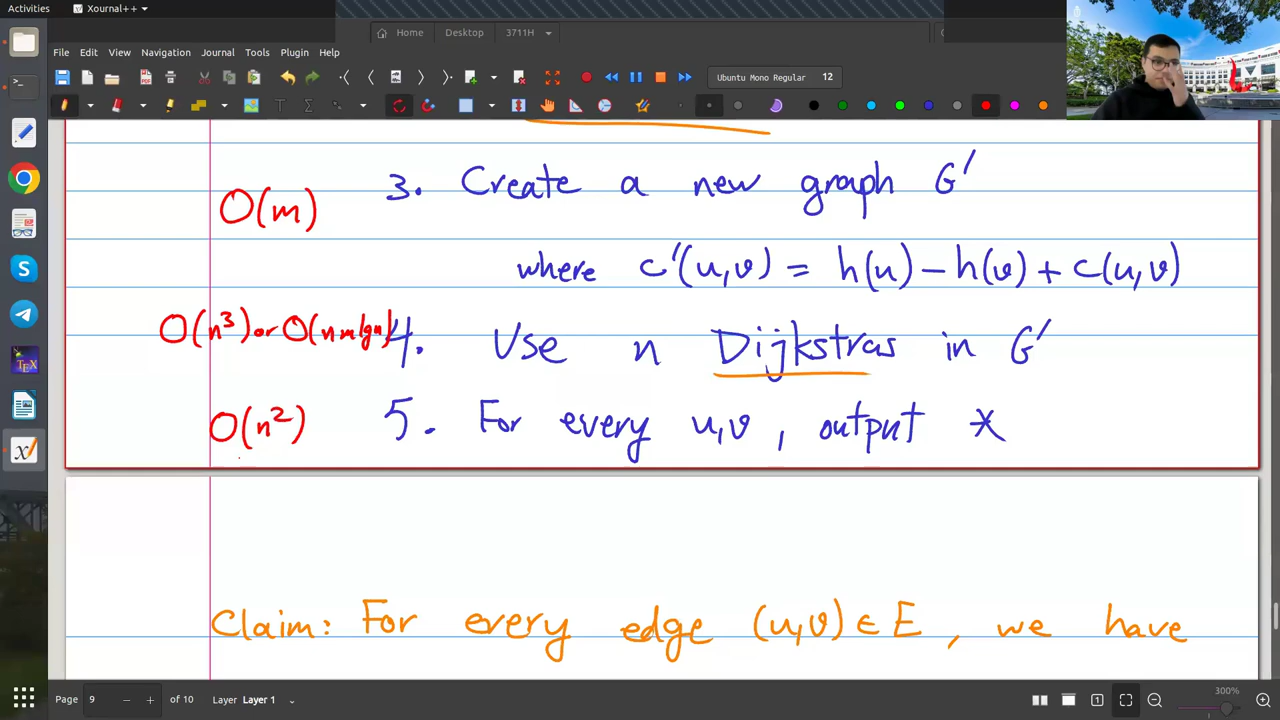 Activities Xournal++
Home Desktop 3711H
File Edit View Navigation Journal Tools Plugin Help
Ubuntu Mono Regular 12
3. Create a new graph G'
O(m)
where c'(u,v) = h(u) - h(v) + c(u,v)
O(n³) or O(n m lgn) 4. Use n Dijkstras in G'
O(n²) 5. For every u,v, output *
Claim: For every edge (u,v) ∈ E, we have
Page 9 of 10 Layer Layer 1 300%